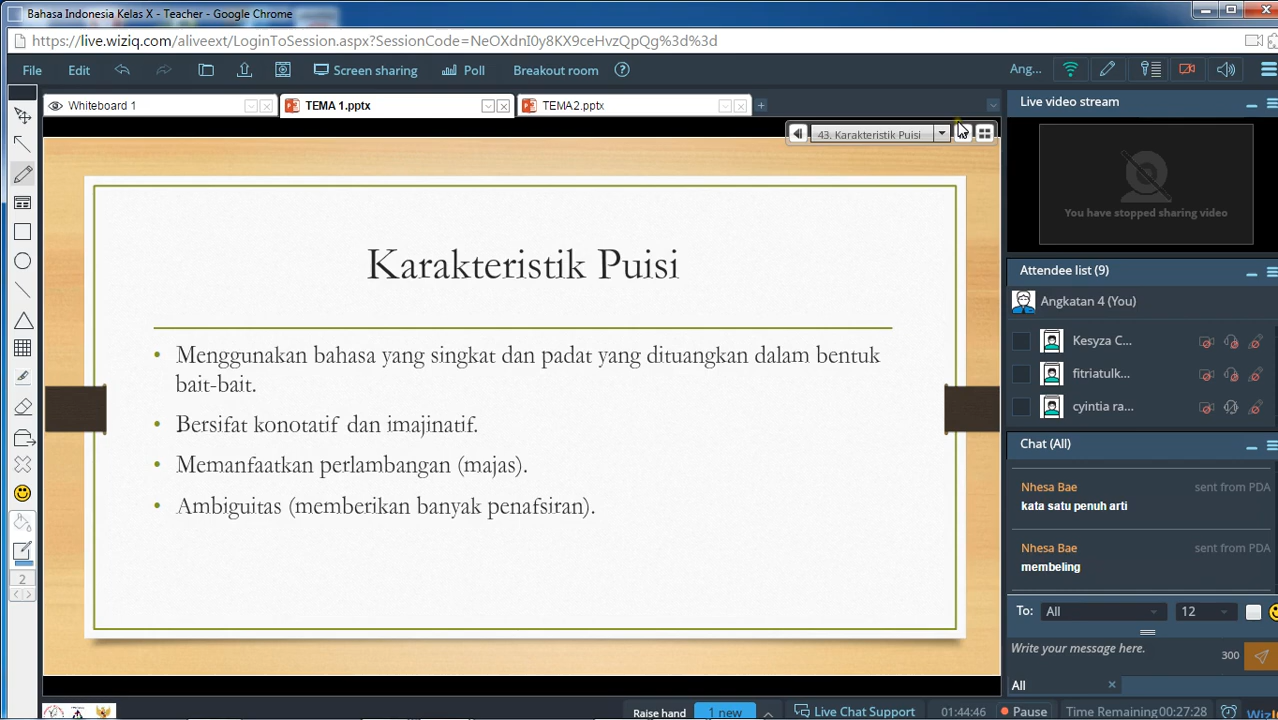 Bahasa Indonesia Kelas X - Teacher - Google Chrome
https://live.wiziq.com/aliveext/LoginToSession.aspx?SessionCode=NeOXdnI0y8KX9ceHvzQpQg%3d%3d
File Edit Screen sharing Poll Breakout room ? Ang...
Whiteboard 1 TEMA 1.pptx TEMA2.pptx
43. Karakteristik Puisi
Karakteristik Puisi
• Menggunakan bahasa yang singkat dan padat yang dituangkan dalam bentuk
bait-bait.
• Bersifat konotatif dan imajinatif.
• Memanfaatkan perlambangan (majas).
• Ambiguitas (memberikan banyak penafsiran).
2
Live video stream
You have stopped sharing video
Attendee list (9)
Angkatan 4 (You)
Kesyza C...
fitriatulk...
cyintia ra...
Chat (All)
Nhesa Bae sent from PDA
kata satu penuh arti
Nhesa Bae sent from PDA
membeling
To: All 12
Write your message here. 300
All
Raise hand 1 new Live Chat Support 01:44:46 Pause Time Remaining 00:27:28 WizIQ